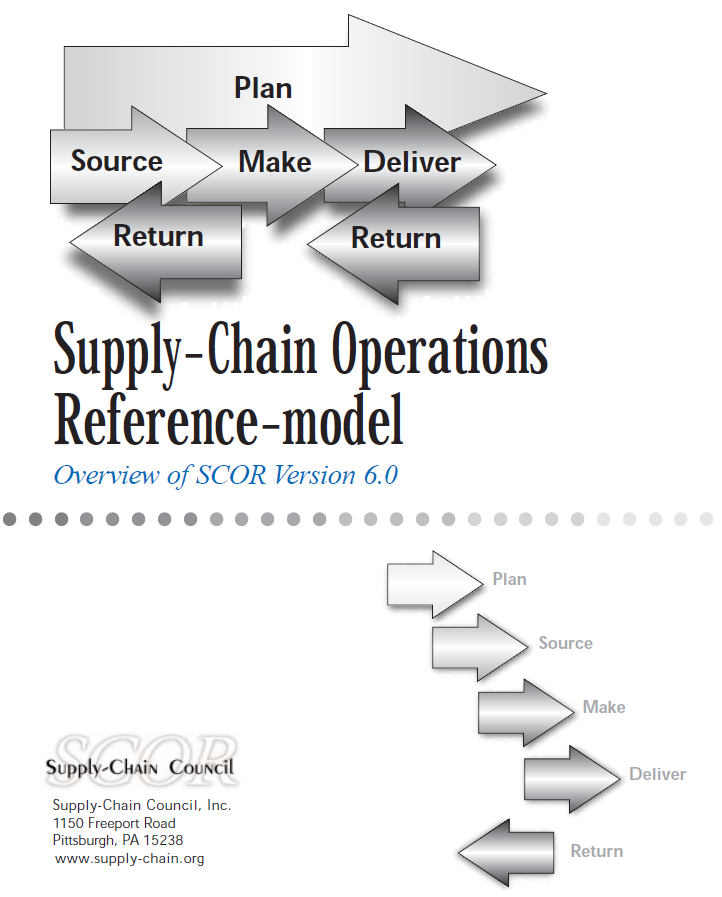 Plan
Source Make Deliver
Return Return
Supply-Chain Operations
Reference-model
Overview of SCOR Version 6.0
Plan
Source
Make
Deliver
Return
SCOR
Supply-Chain Council
Supply-Chain Council, Inc.
1150 Freeport Road
Pittsburgh, PA 15238
www.supply-chain.org